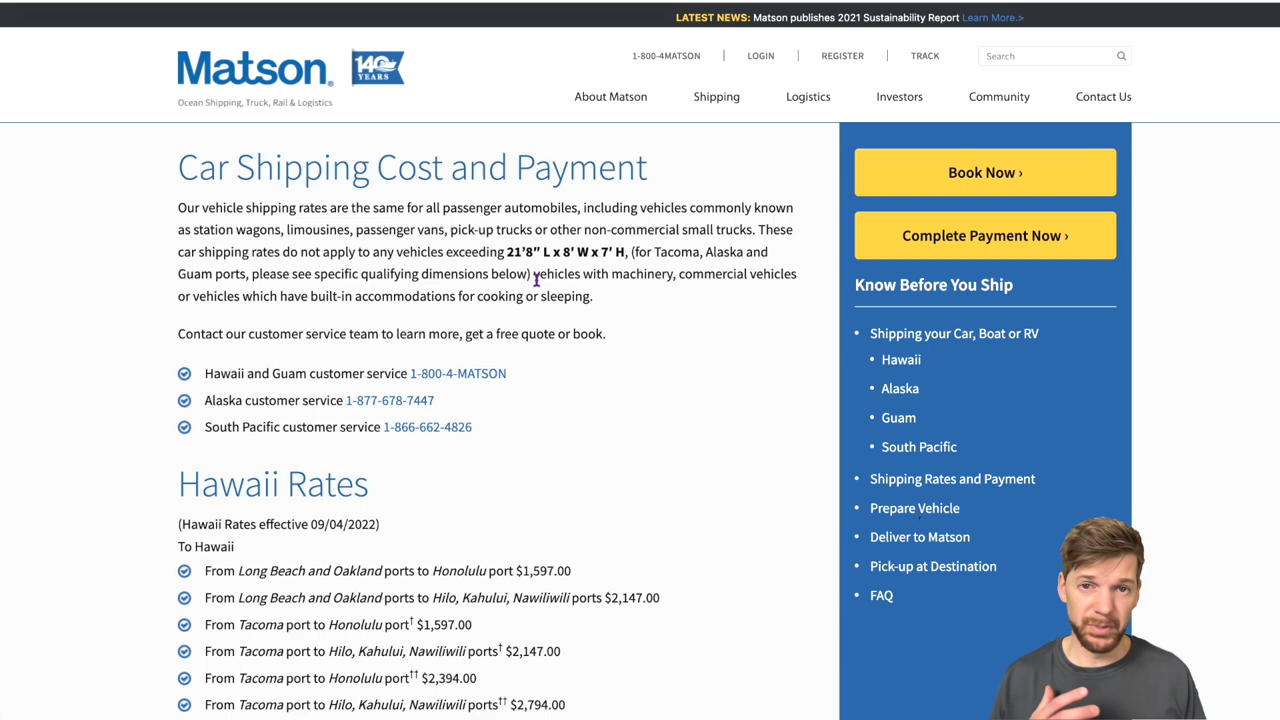 LATEST NEWS: Matson publishes 2021 Sustainability Report Learn More.>
Matson®
140 YEARS
Ocean Shipping, Truck, Rail & Logistics
1-800-4MATSON | LOGIN | REGISTER | TRACK
Search
About Matson Shipping Logistics Investors Community Contact Us
Car Shipping Cost and Payment
Our vehicle shipping rates are the same for all passenger automobiles, including vehicles commonly known
as station wagons, limousines, passenger vans, pick-up trucks or other non-commercial small trucks. These
car shipping rates do not apply to any vehicles exceeding 21'8" L x 8' W x 7' H, (for Tacoma, Alaska and
Guam ports, please see specific qualifying dimensions below) vehicles with machinery, commercial vehicles
or vehicles which have built-in accommodations for cooking or sleeping.
Contact our customer service team to learn more, get a free quote or book.
Hawaii and Guam customer service 1-800-4-MATSON
Alaska customer service 1-877-678-7447
South Pacific customer service 1-866-662-4826
Hawaii Rates
(Hawaii Rates effective 09/04/2022)
To Hawaii
From Long Beach and Oakland ports to Honolulu port $1,597.00
From Long Beach and Oakland ports to Hilo, Kahului, Nawiliwili ports $2,147.00
From Tacoma port to Honolulu port† $1,597.00
From Tacoma port to Hilo, Kahului, Nawiliwili ports† $2,147.00
From Tacoma port to Honolulu port†† $2,394.00
From Tacoma port to Hilo, Kahului, Nawiliwili ports†† $2,794.00
Book Now ›
Complete Payment Now ›
Know Before You Ship
• Shipping your Car, Boat or RV
• Hawaii
• Alaska
• Guam
• South Pacific
• Shipping Rates and Payment
• Prepare Vehicle
• Deliver to Matson
• Pick-up at Destination
• FAQ